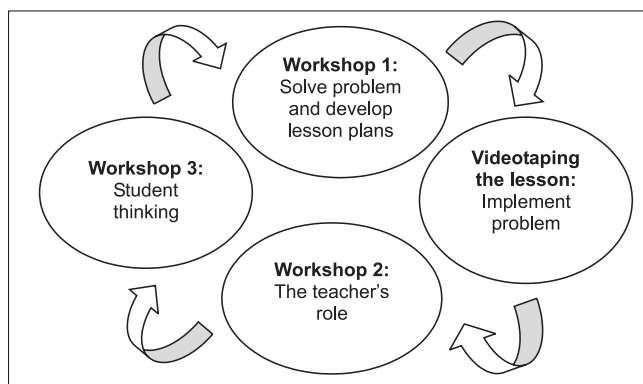 Workshop 1:
Solve problem
and develop
lesson plans
Videotaping
the lesson:
Implement
problem
Workshop 2:
The teacher’s
role
Workshop 3:
Student
thinking